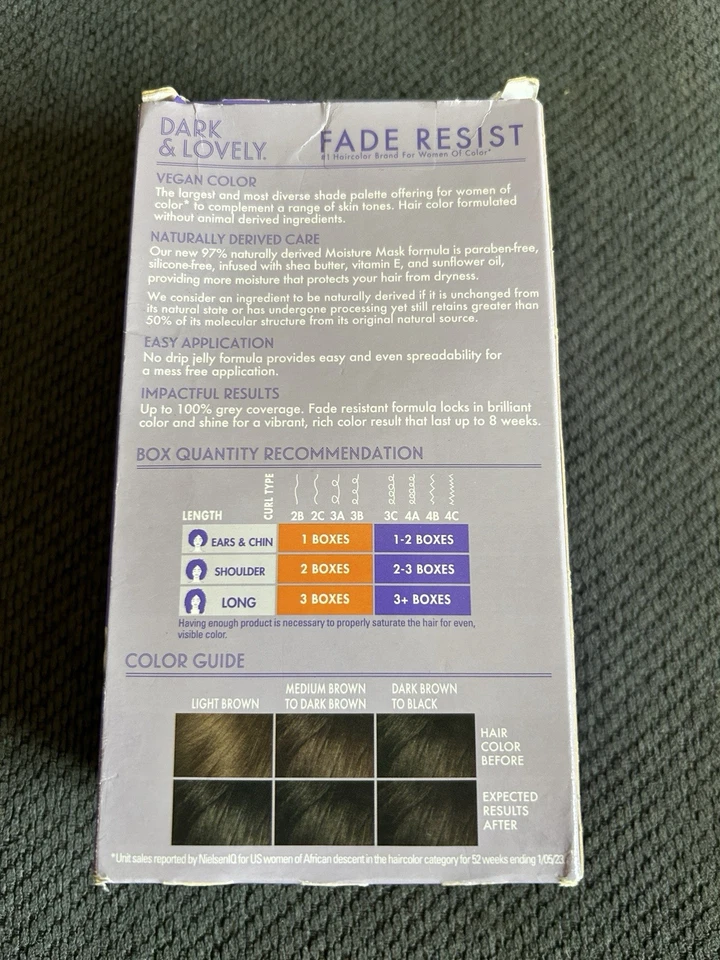 DARK
& LOVELY.
FADE RESIST
#1 Haircolor Brand For Women Of Color*
VEGAN COLOR
The largest and most diverse shade palette offering for women of
color* to complement a range of skin tones. Hair color formulated
without animal derived ingredients.
NATURALLY DERIVED CARE
Our new 97% naturally derived Moisture Mask formula is paraben-free,
silicone-free, infused with shea butter, vitamin E, and sunflower oil,
providing more moisture that protects your hair from dryness.
We consider an ingredient to be naturally derived if it is unchanged from
its natural state or has undergone processing yet still retains greater than
50% of its molecular structure from its original natural source.
EASY APPLICATION
No drip jelly formula provides easy and even spreadability for
a mess free application.
IMPACTFUL RESULTS
Up to 100% grey coverage. Fade resistant formula locks in brilliant
color and shine for a vibrant, rich color result that last up to 8 weeks.
BOX QUANTITY RECOMMENDATION
CURL TYPE
LENGTH 2B 2C 3A 3B 3C 4A 4B 4C
EARS & CHIN 1 BOXES 1-2 BOXES
SHOULDER 2 BOXES 2-3 BOXES
LONG 3 BOXES 3+ BOXES
Having enough product is necessary to properly saturate the hair for even,
visible color.
COLOR GUIDE
LIGHT BROWN
MEDIUM BROWN
TO DARK BROWN
DARK BROWN
TO BLACK
HAIR
COLOR
BEFORE
EXPECTED
RESULTS
AFTER
*Unit sales reported by NielsenIQ for US women of African descent in the haircolor category for 52 weeks ending 1/05/23